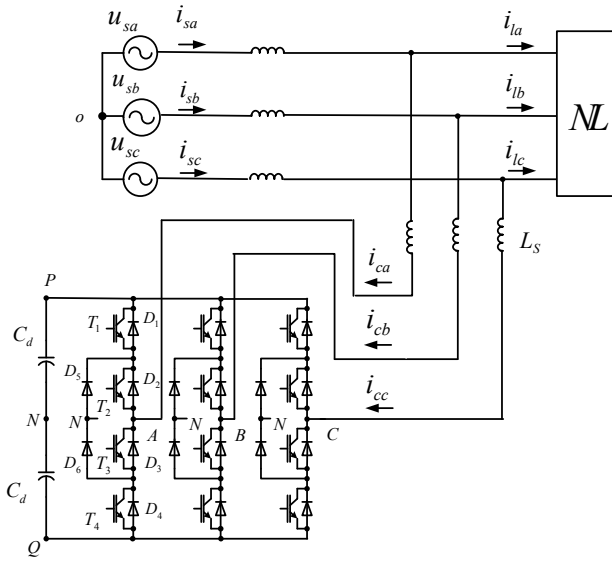 u_sa i_sa i_la
u_sb i_sb i_lb
o NL
u_sc i_sc i_lc
L_S
i_ca
P
T_1 D_1 i_cb
C_d
D_5 D_2
T_2 i_cc
N N A N B N C
D_6 T_3 D_3
C_d
T_4 D_4
Q